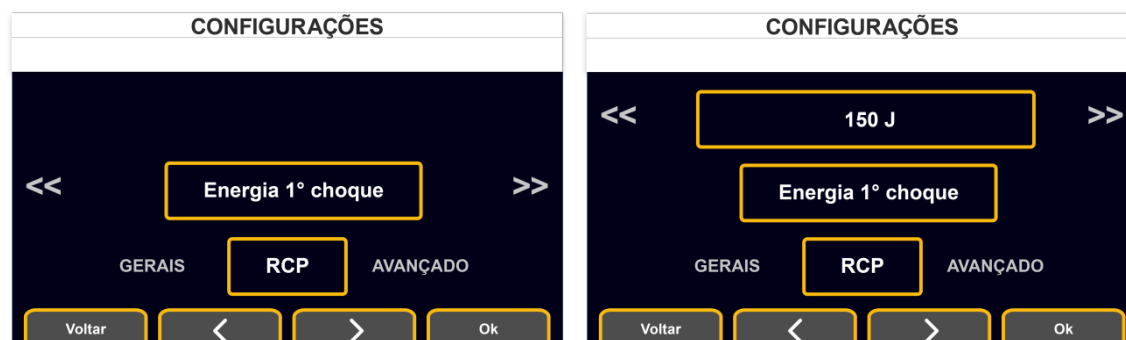 CONFIGURAÇÕES
<< Energia 1° choque >>
GERAIS RCP AVANÇADO
Voltar < > Ok
CONFIGURAÇÕES
<< 150 J >>
Energia 1° choque
GERAIS RCP AVANÇADO
Voltar < > Ok